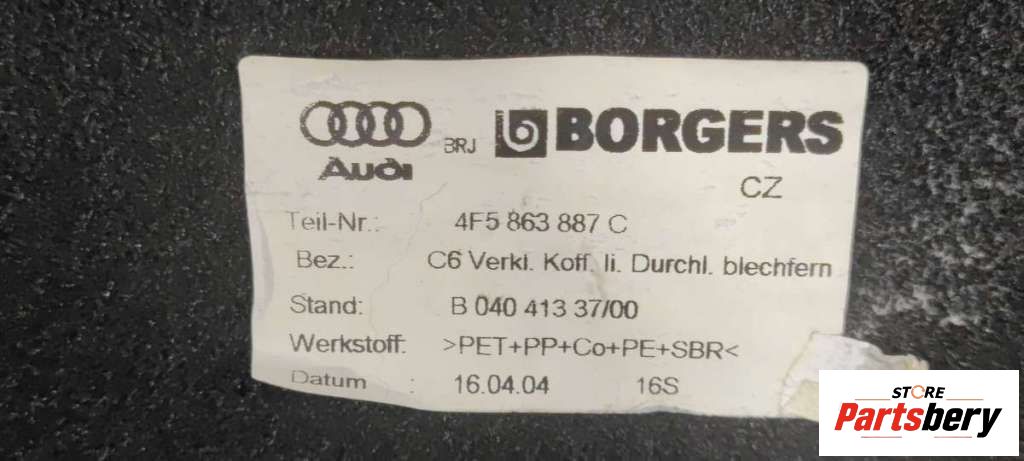 Audi BRJ BORGERS
CZ
Teil-Nr.: 4F5 863 887 C
Bez.: C6 Verkl. Koff. li. Durchl. blechfern
Stand: B 040 413 37/00
Werkstoff: >PET+PP+Co+PE+SBR<
Datum : 16.04.04 16S
STORE
Partsbery